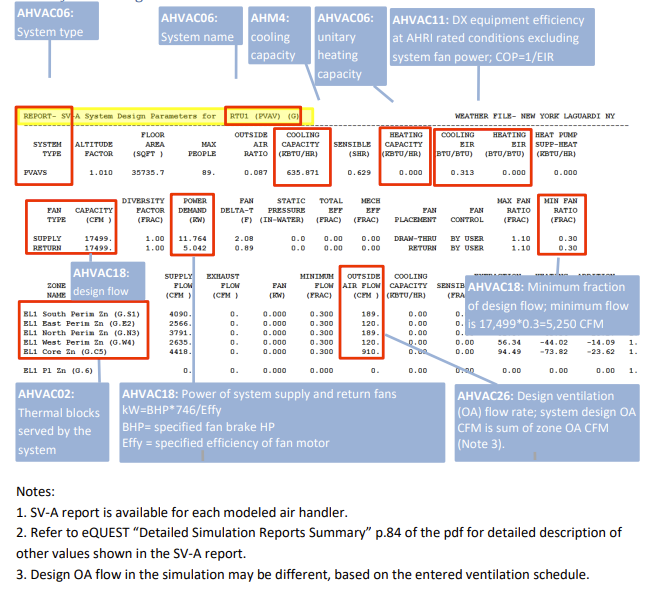 AHVAC06:
System type
AHVAC06:
System name
AHM4:
cooling
capacity
AHVAC06:
unitary
heating
capacity
AHVAC11: DX equipment efficiency
at AHRI rated conditions excluding
system fan power; COP=1/EIR
REPORT- SV-A System Design Parameters for RTU1 (PVAV) (G) WEATHER FILE- NEW YORK LAGUARDI NY
FLOOR OUTSIDE COOLING HEATING COOLING HEATING HEAT PUMP
SYSTEM ALTITUDE AREA MAX AIR CAPACITY SENSIBLE CAPACITY EIR EIR SUPP-HEAT
TYPE FACTOR (SQFT ) PEOPLE RATIO (KBTU/HR) (SHR) (KBTU/HR) (BTU/BTU) (BTU/BTU) (KBTU/HR)
PVAVS 1.010 35735.7 89. 0.087 635.871 0.629 0.000 0.313 0.000 0.000
DIVERSITY POWER FAN STATIC TOTAL MECH MAX FAN MIN FAN
FAN CAPACITY FACTOR DEMAND DELTA-T PRESSURE EFF EFF FAN FAN RATIO RATIO
TYPE (CFM ) (FRAC) (KW) (F) (IN-WATER) (FRAC) (FRAC) PLACEMENT CONTROL (FRAC) (FRAC)
SUPPLY 17499. 1.00 11.764 2.08 0.0 0.00 0.00 DRAW-THRU BY USER 1.10 0.30
RETURN 17499. 1.00 5.042 0.89 0.0 0.00 0.00 RETURN BY USER 1.10 0.30
AHVAC18:
design flow
AHVAC18: Minimum fraction
of design flow; minimum flow
is 17,499*0.3=5,250 CFM
SUPPLY EXHAUST MINIMUM OUTSIDE COOLING
ZONE FLOW FLOW FAN FLOW AIR FLOW CAPACITY SENSIB
NAME (CFM ) (CFM ) (KW) (FRAC) (CFM ) (KBTU/HR) (FRA
EL1 South Perim Zn (G.S1) 4090. 0. 0.000 0.300 189. 0.00
EL1 East Perim Zn (G.E2) 2566. 0. 0.000 0.300 120. 0.00
EL1 North Perim Zn (G.N3) 3791. 0. 0.000 0.300 189. 0.00
EL1 West Perim Zn (G.W4) 2635. 0. 0.000 0.300 120. 0.00 0.00 56.34 -44.02 -14.09 1.
EL1 Core Zn (G.C5) 4418. 0. 0.000 0.300 910. 0.00 0.00 94.49 -73.82 -23.62 1.
EL1 Pl Zn (G.6) 0. 0. 0.000 0.000 0. 0.00 0.00 0.00 0.00 0.00 1.
AHVAC02:
Thermal blocks
served by the
system
AHVAC18: Power of system supply and return fans
kW=BHP*746/Effy
BHP= specified fan brake HP
Effy = specified efficiency of fan motor
AHVAC26: Design ventilation
(OA) flow rate; system design OA
CFM is sum of zone OA CFM
(Note 3).
Notes:
1. SV-A report is available for each modeled air handler.
2. Refer to eQUEST “Detailed Simulation Reports Summary” p.84 of the pdf for detailed description of
other values shown in the SV-A report.
3. Design OA flow in the simulation may be different, based on the entered ventilation schedule.